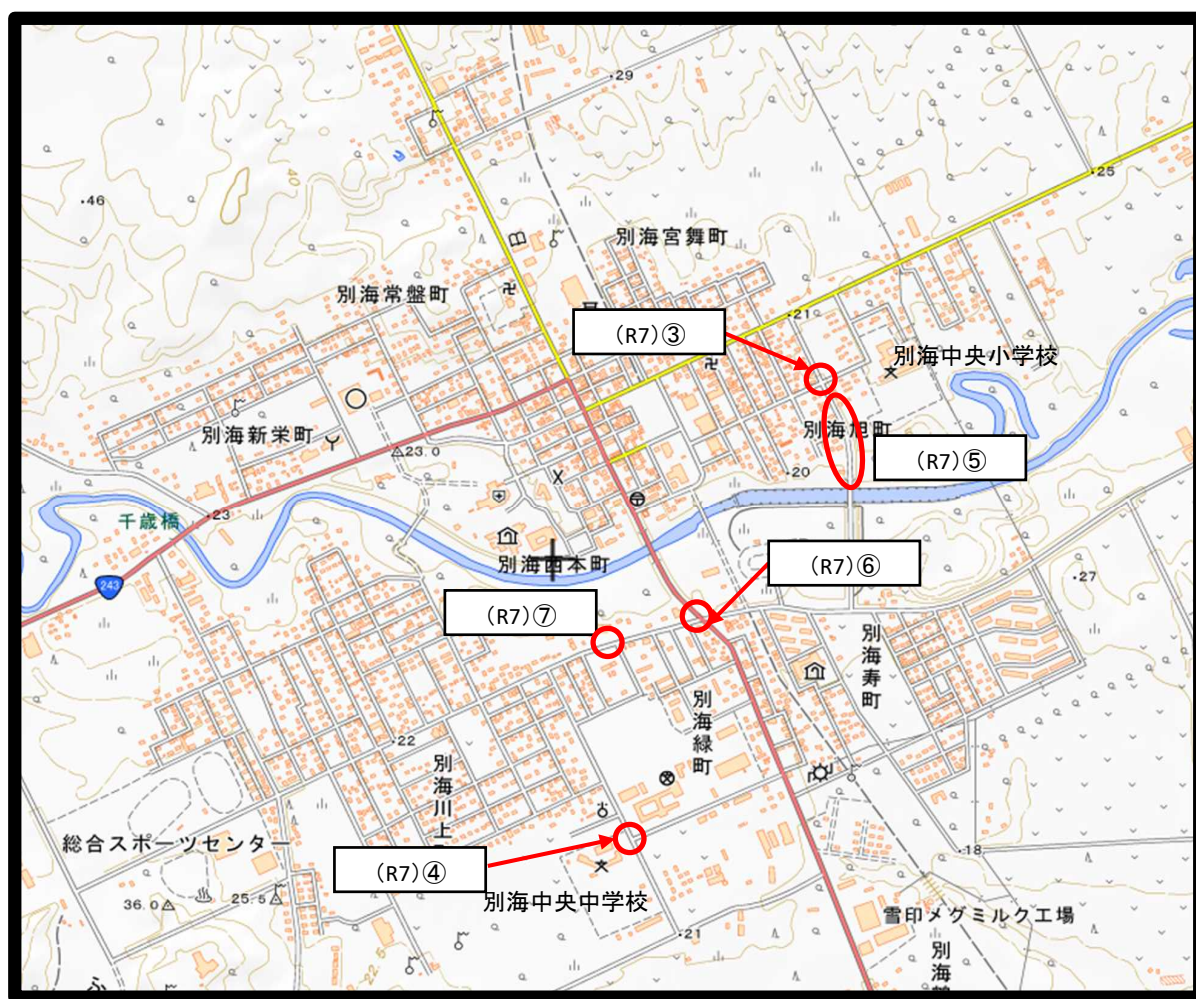 29
25
46
40
別海宮舞町
別海常盤町
21
(R7)③
別海中央小学校
別海新栄町
別海旭町
23.0
(R7)⑤
20
千歳橋
23
別海西本町
(R7)⑥
27
243
(R7)⑦
別海寿町
別海緑町
22
別海川上
総合スポーツセンター
(R7)④
18
36.0
25.5
別海中央中学校
雪印メグミルク工場
21
22.5
別海